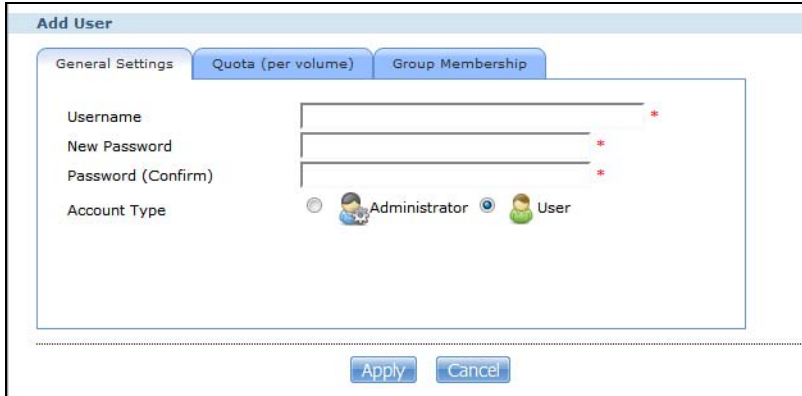 Add User
General Settings Quota (per volume) Group Membership
Username *
New Password *
Password (Confirm) *
Account Type Administrator User
Apply Cancel